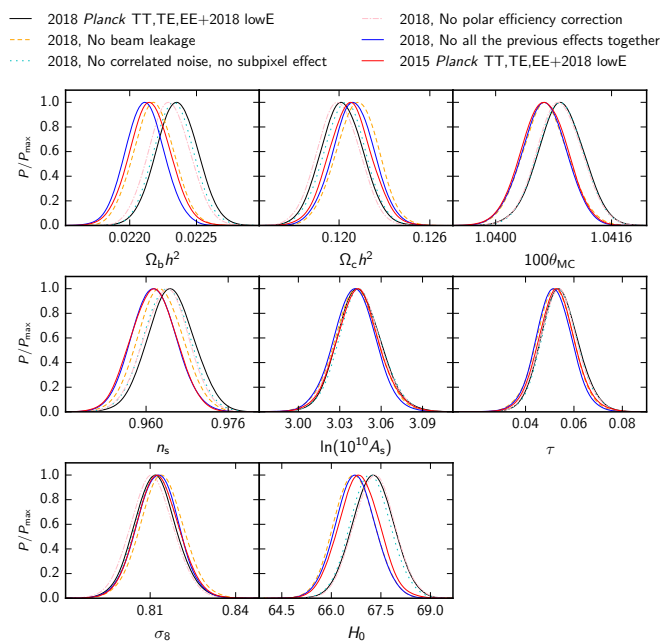 2018 Planck TT,TE,EE+2018 lowE
2018, No beam leakage
2018, No correlated noise, no subpixel effect
2018, No polar efficiency correction
2018, No all the previous effects together
2015 Planck TT,TE,EE+2018 lowE
P/Pmax
1.0
0.8
0.6
0.4
0.2
0.0220 0.0225
Ωbh²
0.120 0.126
Ωch²
1.0400 1.0416
100θMC
P/Pmax
1.0
0.8
0.6
0.4
0.2
0.0
0.960 0.976
ns
3.00 3.03 3.06 3.09
ln(10¹⁰As)
0.04 0.06 0.08
τ
P/Pmax
1.0
0.8
0.6
0.4
0.2
0.0
0.81 0.84
σ8
64.5 66.0 67.5 69.0
H0